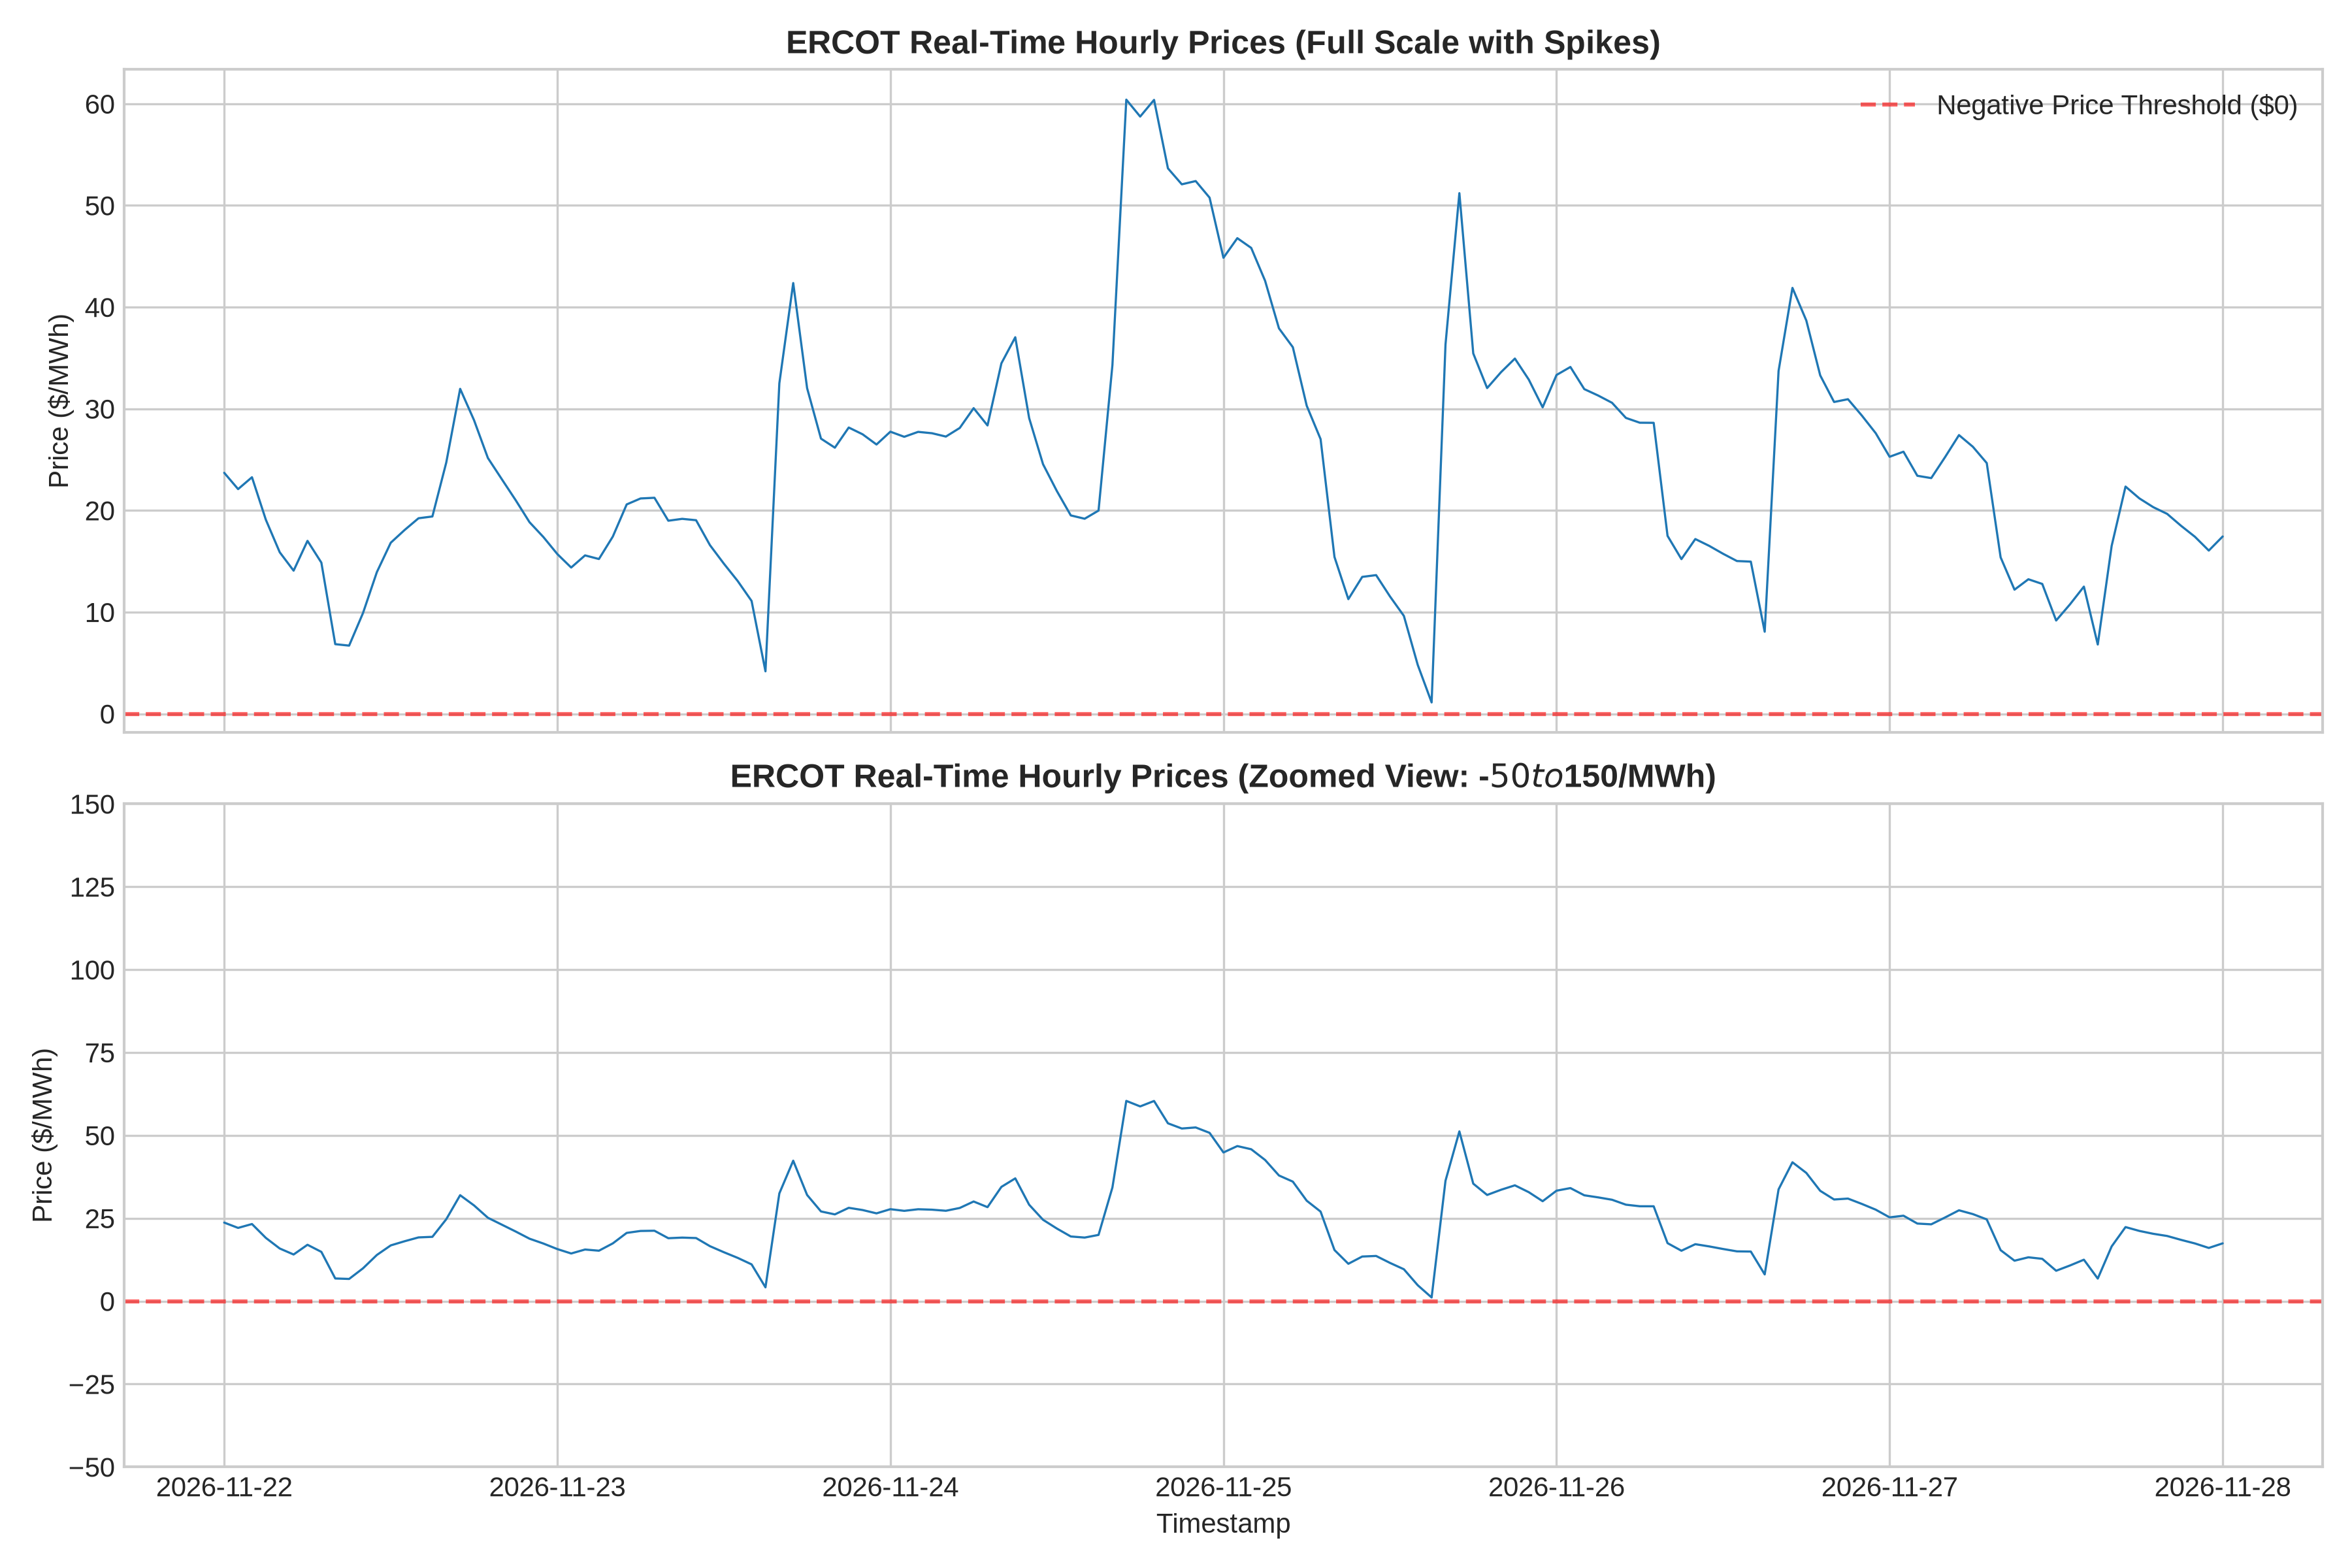 ERCOT Real-Time Hourly Prices (Full Scale with Spikes)
Negative Price Threshold ($0)
Price ($/MWh)
60
50
40
30
20
10
0
ERCOT Real-Time Hourly Prices (Zoomed View: -50to150/MWh)
Price ($/MWh)
150
125
100
75
50
25
0
−25
−50
2026-11-22 2026-11-23 2026-11-24 2026-11-25 2026-11-26 2026-11-27 2026-11-28
Timestamp